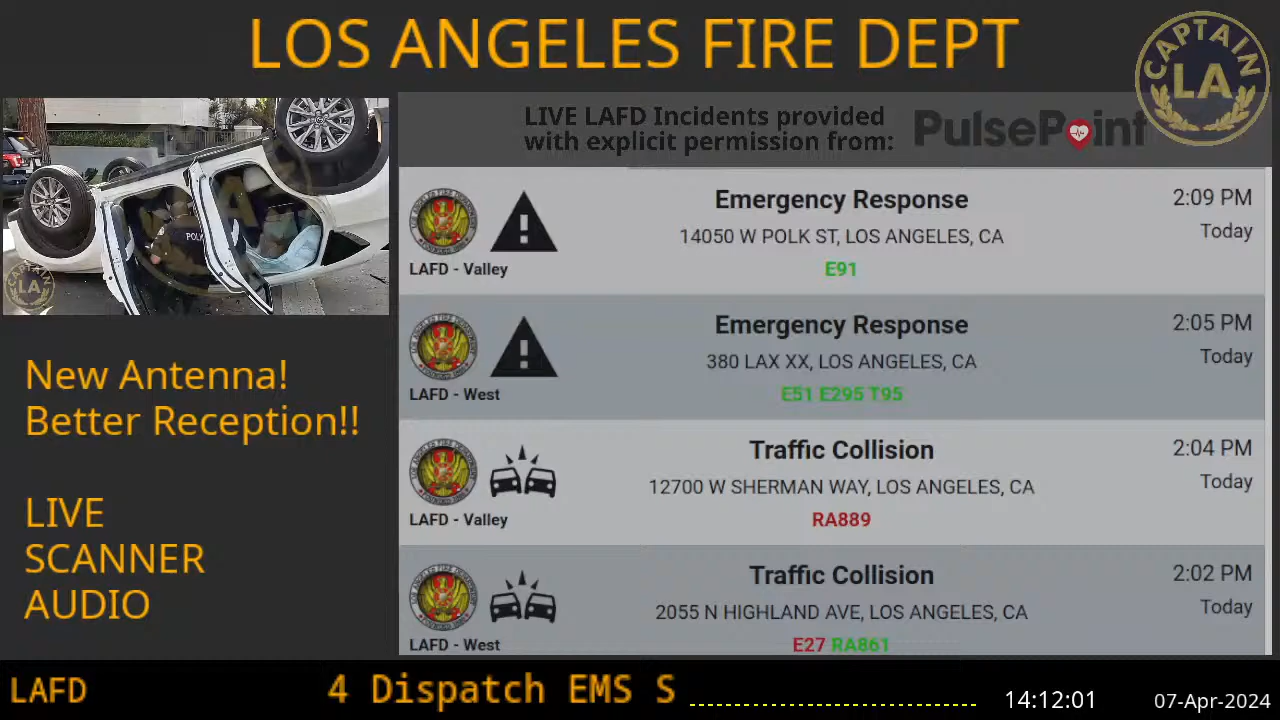 LOS ANGELES FIRE DEPT
CAPTAIN
LA
LIVE LAFD Incidents provided
with explicit permission from:
PulsePoint
POLICE
CAPTAIN
LA
New Antenna!
Better Reception!!
LIVE
SCANNER
AUDIO
Emergency Response
2:09 PM
14050 W POLK ST, LOS ANGELES, CA
Today
LAFD - Valley
E91
Emergency Response
2:05 PM
380 LAX XX, LOS ANGELES, CA
Today
LAFD - West
E51 E295 T95
Traffic Collision
2:04 PM
12700 W SHERMAN WAY, LOS ANGELES, CA
Today
LAFD - Valley
RA889
Traffic Collision
2:02 PM
2055 N HIGHLAND AVE, LOS ANGELES, CA
Today
LAFD - West
E27 RA861
LAFD
4 Dispatch EMS S
14:12:01
07-Apr-2024